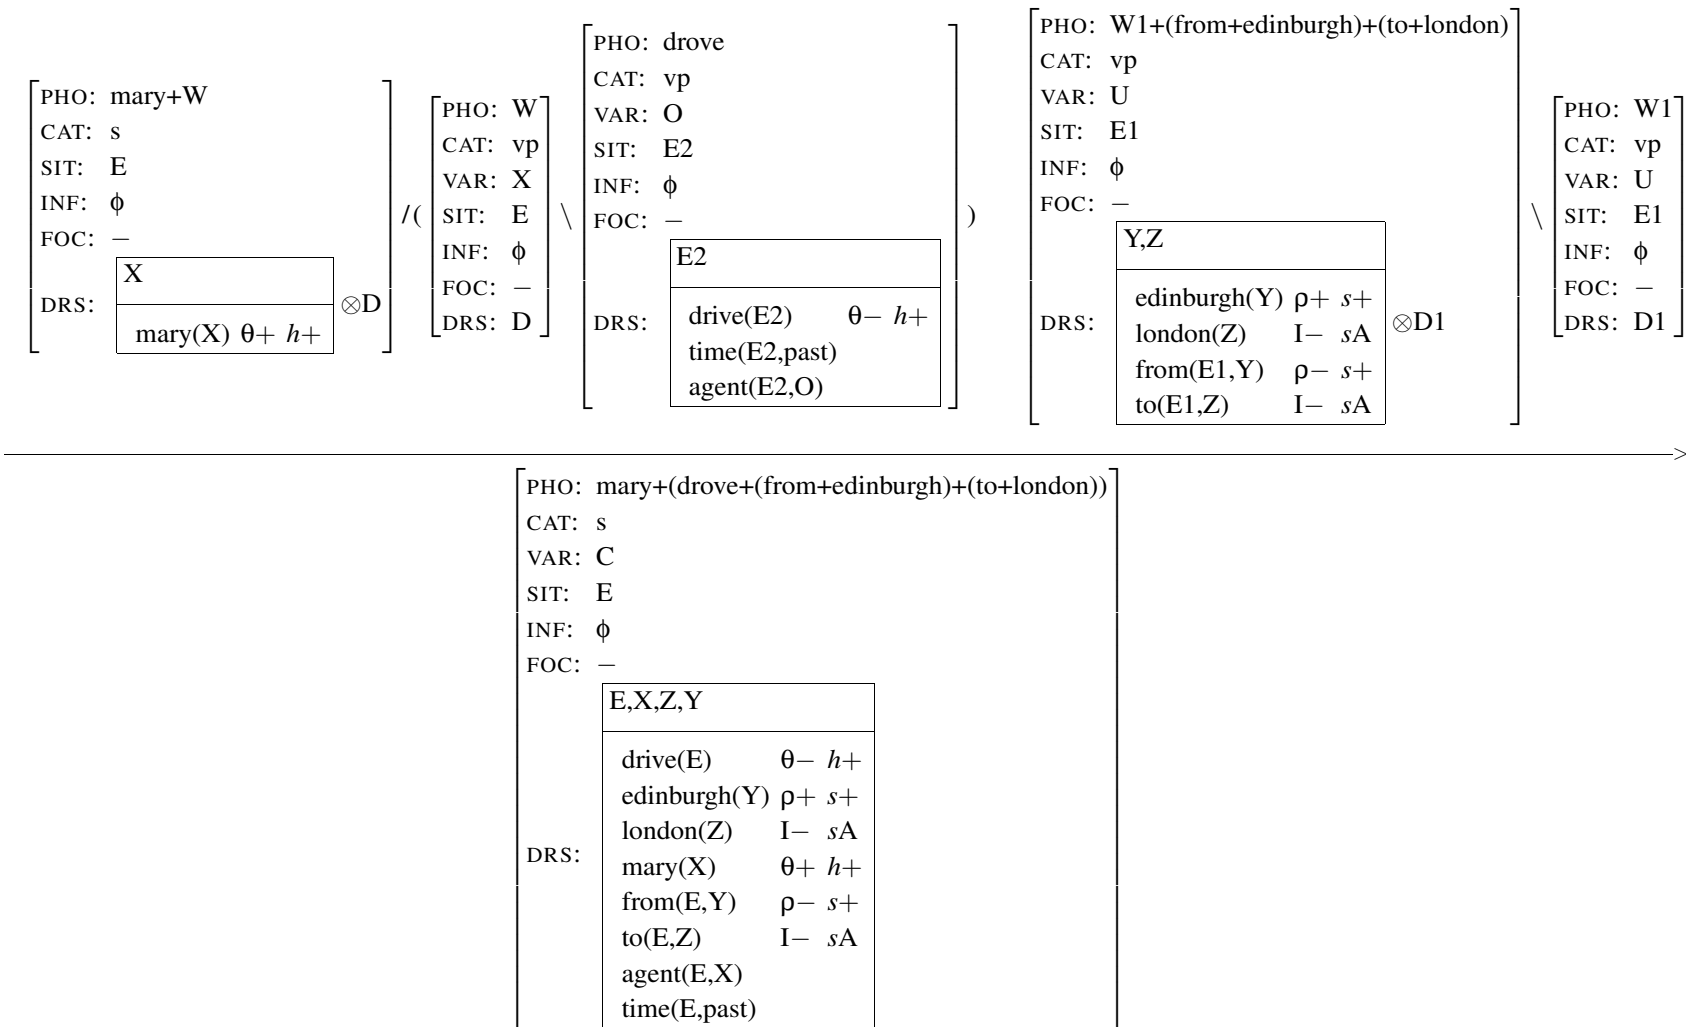 PHO: mary+W
CAT: s
SIT: E
INF: ϕ
FOC: −
DRS:
X
mary(X) θ+ h+
⊗D
/(
PHO: W
CAT: vp
VAR: X
SIT: E
INF: ϕ
FOC: −
DRS: D
\
PHO: drove
CAT: vp
VAR: O
SIT: E2
INF: ϕ
FOC: −
DRS:
E2
drive(E2) θ− h+
time(E2,past)
agent(E2,O)
)
PHO: W1+(from+edinburgh)+(to+london)
CAT: vp
VAR: U
SIT: E1
INF: ϕ
FOC: −
DRS:
Y,Z
edinburgh(Y) ρ+ s+
london(Z) I− sA
from(E1,Y) ρ− s+
to(E1,Z) I− sA
⊗D1
\
PHO: W1
CAT: vp
VAR: U
SIT: E1
INF: ϕ
FOC: −
DRS: D1
>
PHO: mary+(drove+(from+edinburgh)+(to+london))
CAT: s
VAR: C
SIT: E
INF: ϕ
FOC: −
DRS:
E,X,Z,Y
drive(E) θ− h+
edinburgh(Y) ρ+ s+
london(Z) I− sA
mary(X) θ+ h+
from(E,Y) ρ− s+
to(E,Z) I− sA
agent(E,X)
time(E,past)